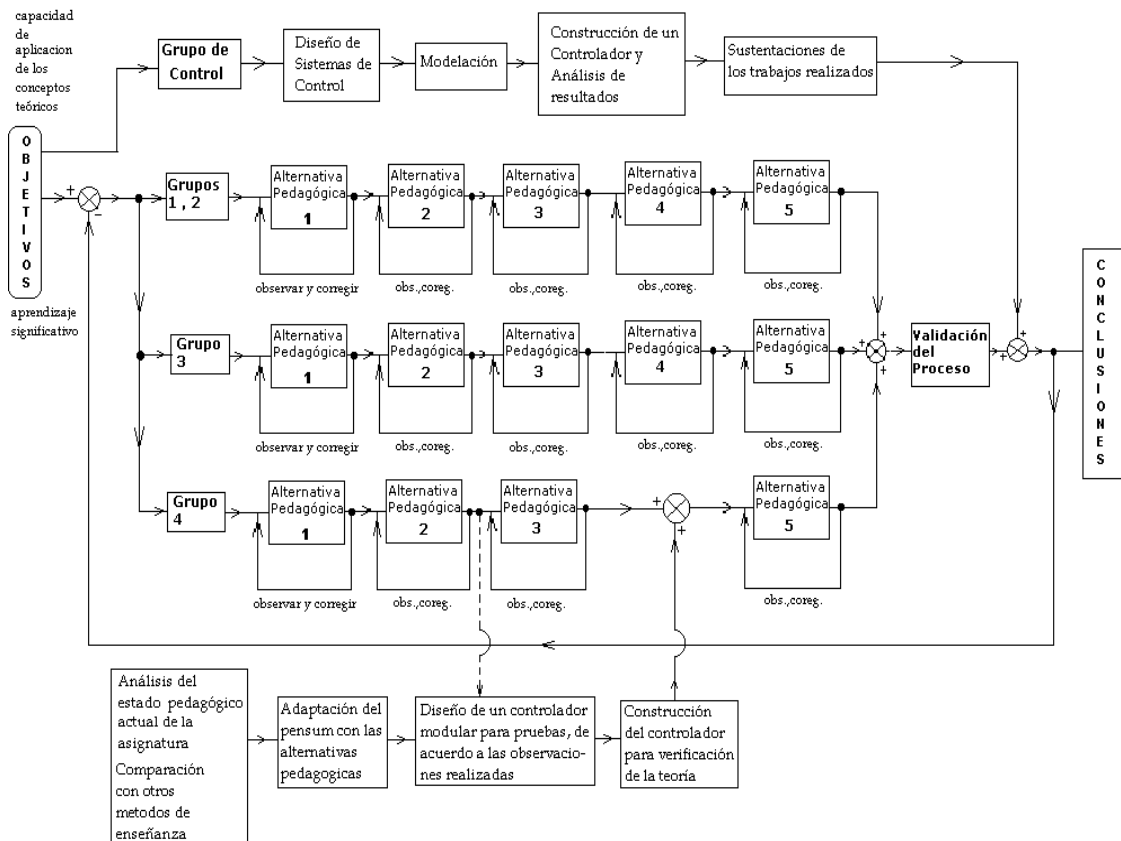 capacidad
de
aplicacion
de los
conceptos
teóricos
Grupo de
Control
Diseño de
Sistemas de
Control
Modelación
Construcción de un
Controlador y
Análisis de
resultados
Sustentaciones de
los trabajos realizados
OBJETIVOS
+
−
aprendizaje
significativo
Grupos
1 , 2
Alternativa
Pedagógica
1
observar y corregir
Alternativa
Pedagógica
2
obs.,coreg.
Alternativa
Pedagógica
3
obs.,coreg.
Alternativa
Pedagógica
4
obs.,coreg.
Alternativa
Pedagógica
5
obs.,coreg.
Grupo
3
Alternativa
Pedagógica
1
observar y corregir
Alternativa
Pedagógica
2
obs.,coreg.
Alternativa
Pedagógica
3
obs.,coreg.
Alternativa
Pedagógica
4
obs.,coreg.
Alternativa
Pedagógica
5
obs.,coreg.
+
+
+
Validación
del
Proceso
+
+
CONCLUSIONES
Grupo
4
Alternativa
Pedagógica
1
observar y corregir
Alternativa
Pedagógica
2
obs.,coreg.
Alternativa
Pedagógica
3
obs.,coreg.
+
+
Alternativa
Pedagógica
5
obs.,coreg.
Análisis del
estado pedagógico
actual de la
asignatura
Comparación
con otros
metodos de
enseñanza
Adaptación del
pensum con las
alternativas
pedagogicas
Diseño de un controlador
modular para pruebas, de
acuerdo a las observacio-
nes realizadas
Construcción
del controlador
para verificación
de la teoría